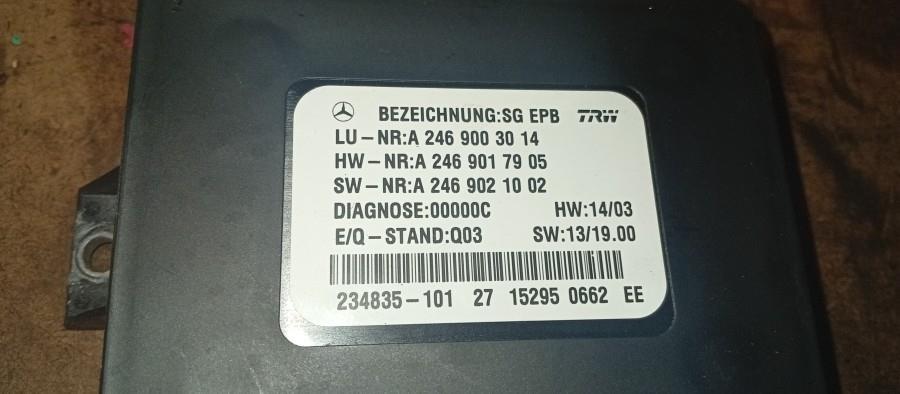 BEZEICHNUNG:SG EPB TRW
LU-NR:A 246 900 30 14
HW-NR:A 246 901 79 05
SW-NR:A 246 902 10 02
DIAGNOSE:00000C HW:14/03
E/Q-STAND:Q03 SW:13/19.00
234835-101 27 15295 0662 EE